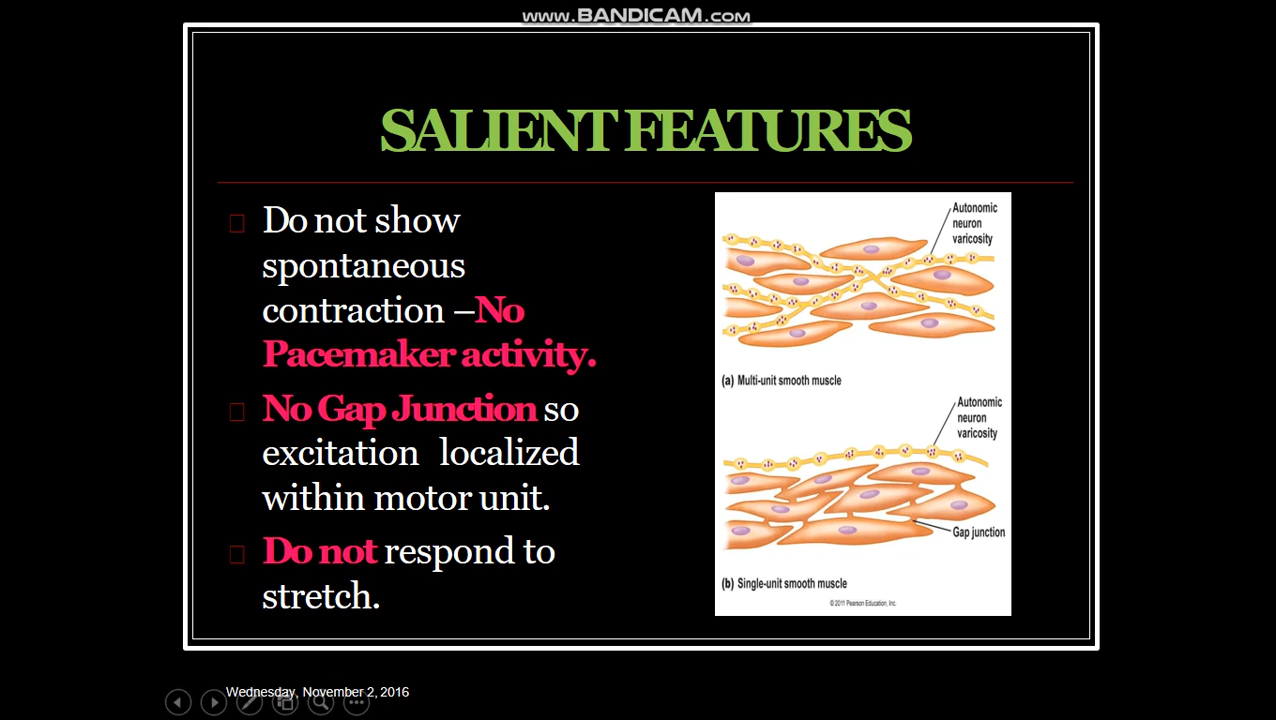 www.BANDICAM.com
SALIENT FEATURES
Do not show
spontaneous
contraction –No
Pacemaker activity.
No Gap Junction so
excitation localized
within motor unit.
Do not respond to
stretch.
Autonomic
neuron
varicosity
(a) Multi-unit smooth muscle
Autonomic
neuron
varicosity
Gap junction
(b) Single-unit smooth muscle
© 2011 Pearson Education, Inc.
Wednesday, November 2, 2016